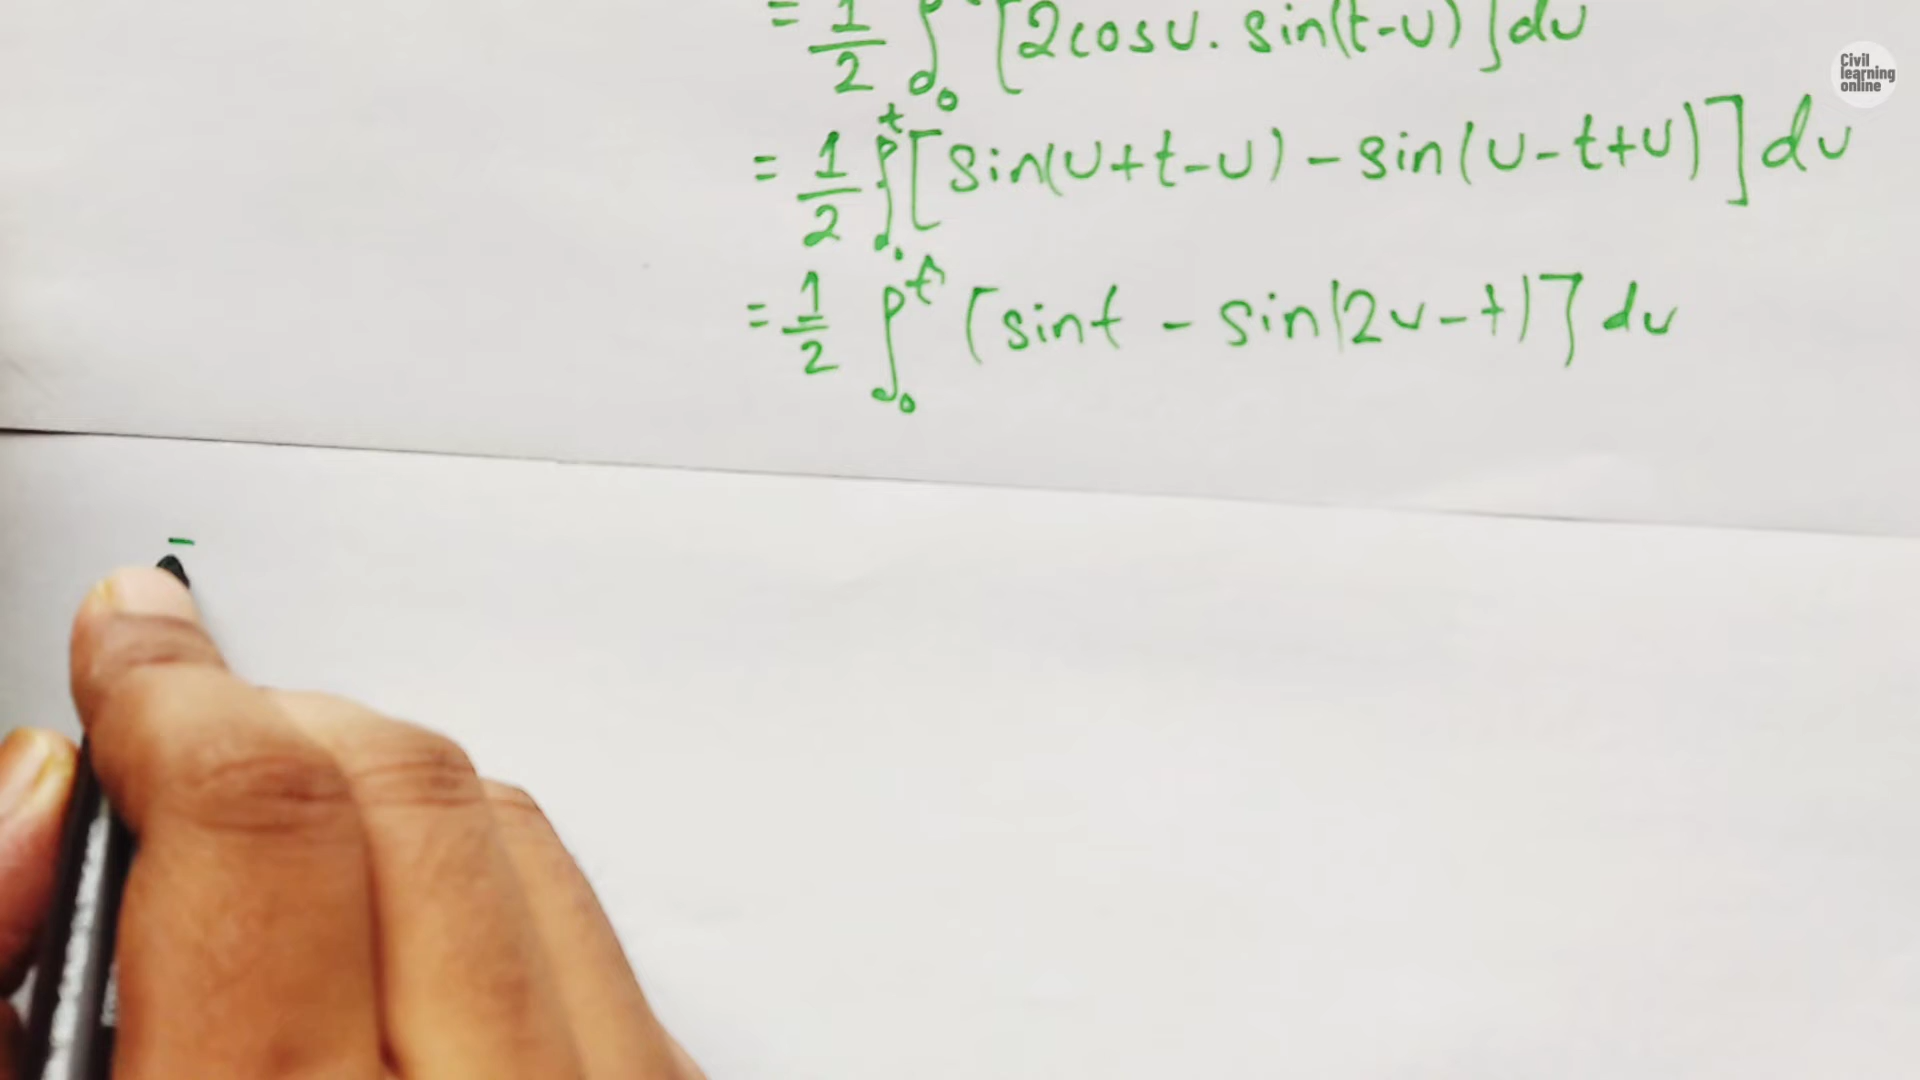 = 1/2 ∫₀ [2cosu. sin(t-u)]du
= 1/2 ∫₀ᵗ [sin(u+t-u) - sin(u-t+u)] du
= 1/2 ∫₀ᵗ [sint - sin(2u-t)] du
Civil
learning
online